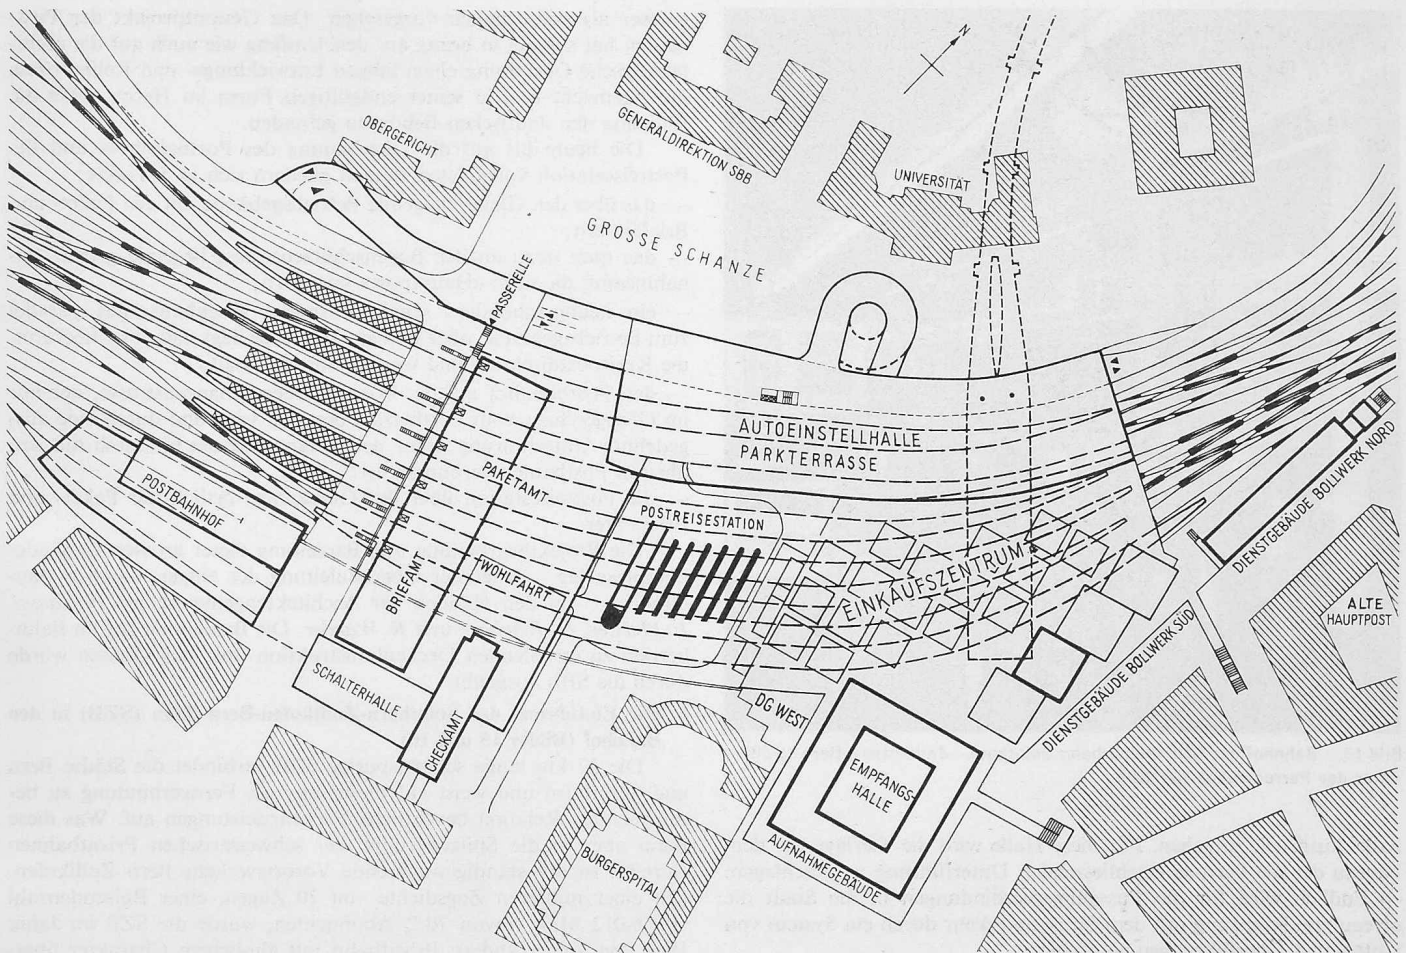 N
OBERGERICHT
GENERALDIREKTION SBB
UNIVERSITÄT
GROSSE SCHANZE
PASSERELLE
AUTOEINSTELLHALLE
PARKTERRASSE
POSTBAHNHOF
PAKETAMT
POSTREISESTATION
BRIEFAMT
WOHLFAHRT
EINKAUFSZENTRUM
DIENSTGEBÄUDE BOLLWERK NORD
ALTE
HAUPTPOST
SCHALTERHALLE
CHECKAMT
DG WEST
DIENSTGEBÄUDE BOLLWERK SÜD
EMPFANGS-
HALLE
AUFNAHMEGEBÄUDE
BURGERSPITAL